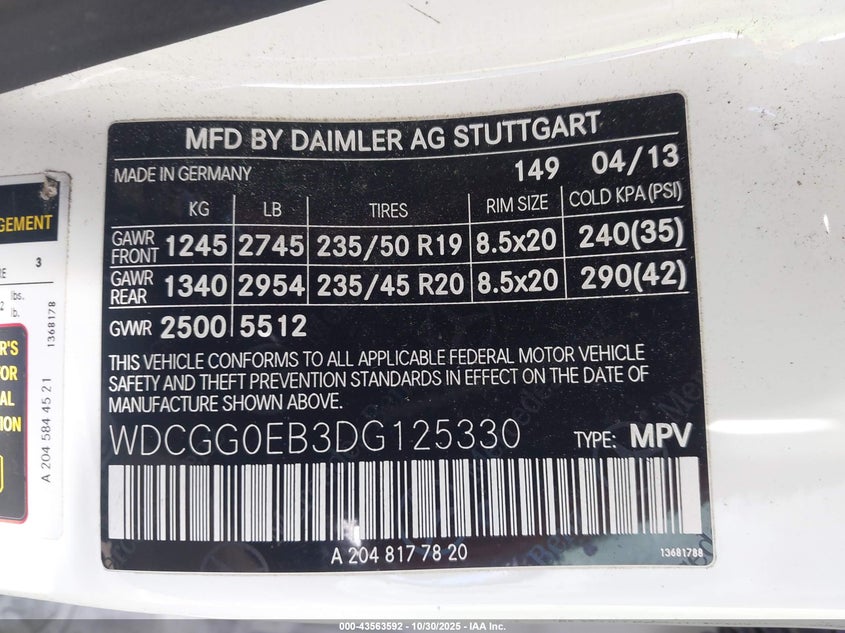 MFD BY DAIMLER AG STUTTGART
MADE IN GERMANY 149 04/13
KG LB TIRES RIM SIZE COLD KPA (PSI)
GAWR FRONT 1245 2745 235/50 R19 8.5x20 240(35)
GAWR REAR 1340 2954 235/45 R20 8.5x20 290(42)
GVWR 2500 5512
THIS VEHICLE CONFORMS TO ALL APPLICABLE FEDERAL MOTOR VEHICLE
SAFETY AND THEFT PREVENTION STANDARDS IN EFFECT ON THE DATE OF
MANUFACTURE SHOWN ABOVE.
WDCGG0EB3DG125330 TYPE: MPV
A 204 817 78 20 13681788
3
lbs.
lb.
A 204 584 45 21 1368178
000-43563592 - 10/30/2025 - IAA Inc.